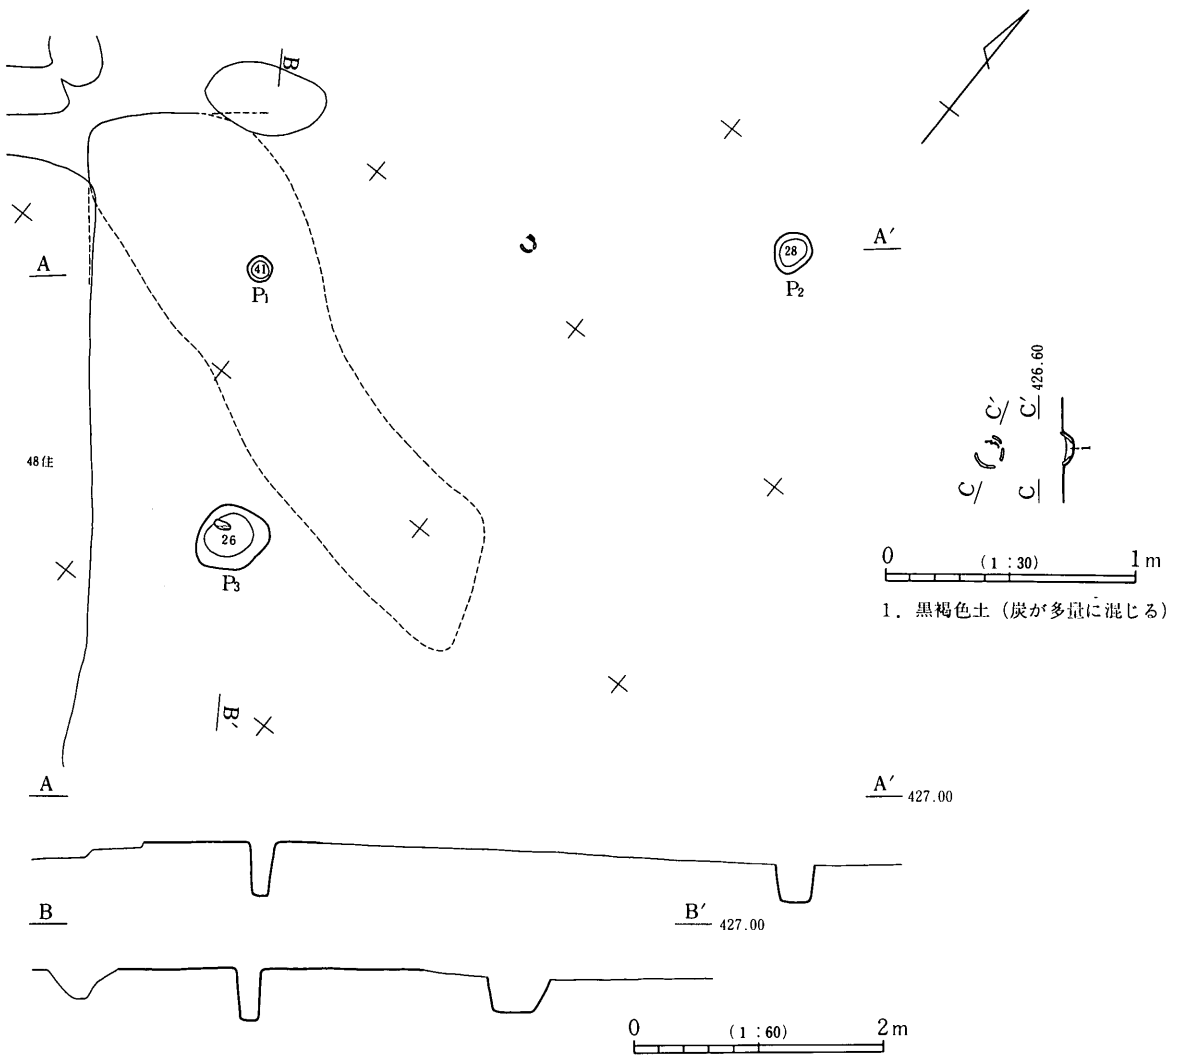 B
A
A′
41
P1
28
P2
426.60
C′
C′
1
C
C
48住
26
P3
0 (1:30) 1m
1. 黒褐色土(炭が多量に混じる)
B′
A
A′ 427.00
B
B′ 427.00
0 (1:60) 2m